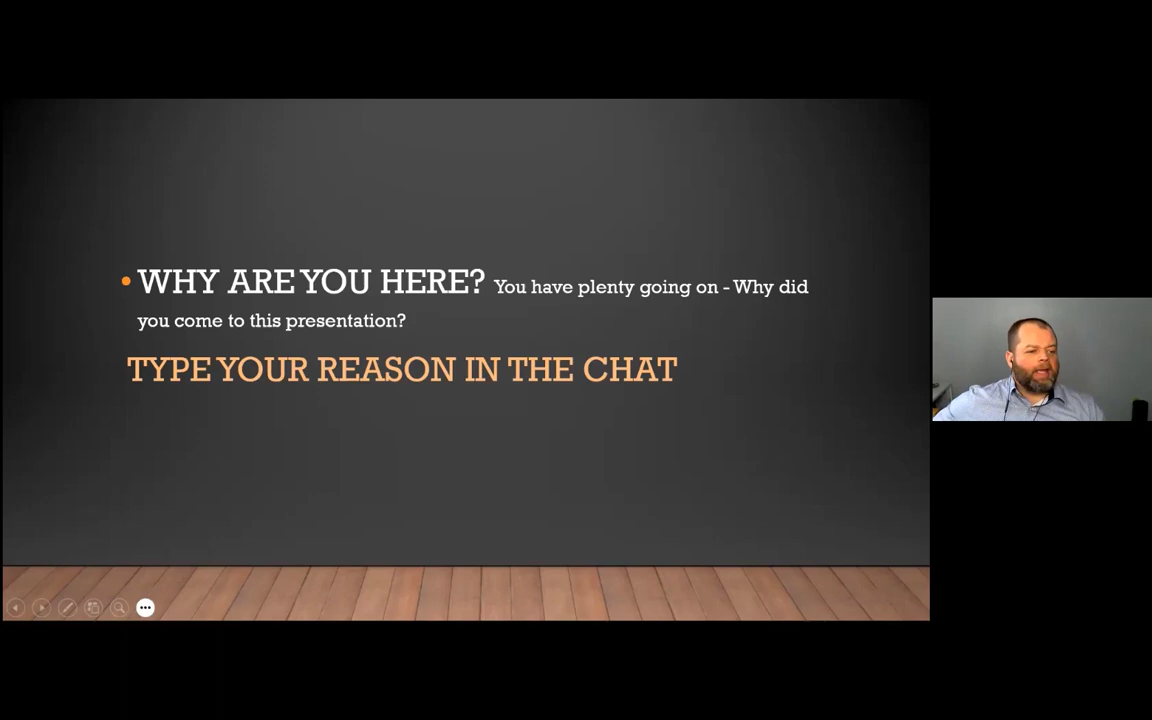 • WHY ARE YOU HERE? You have plenty going on - Why did
you come to this presentation?
TYPE YOUR REASON IN THE CHAT